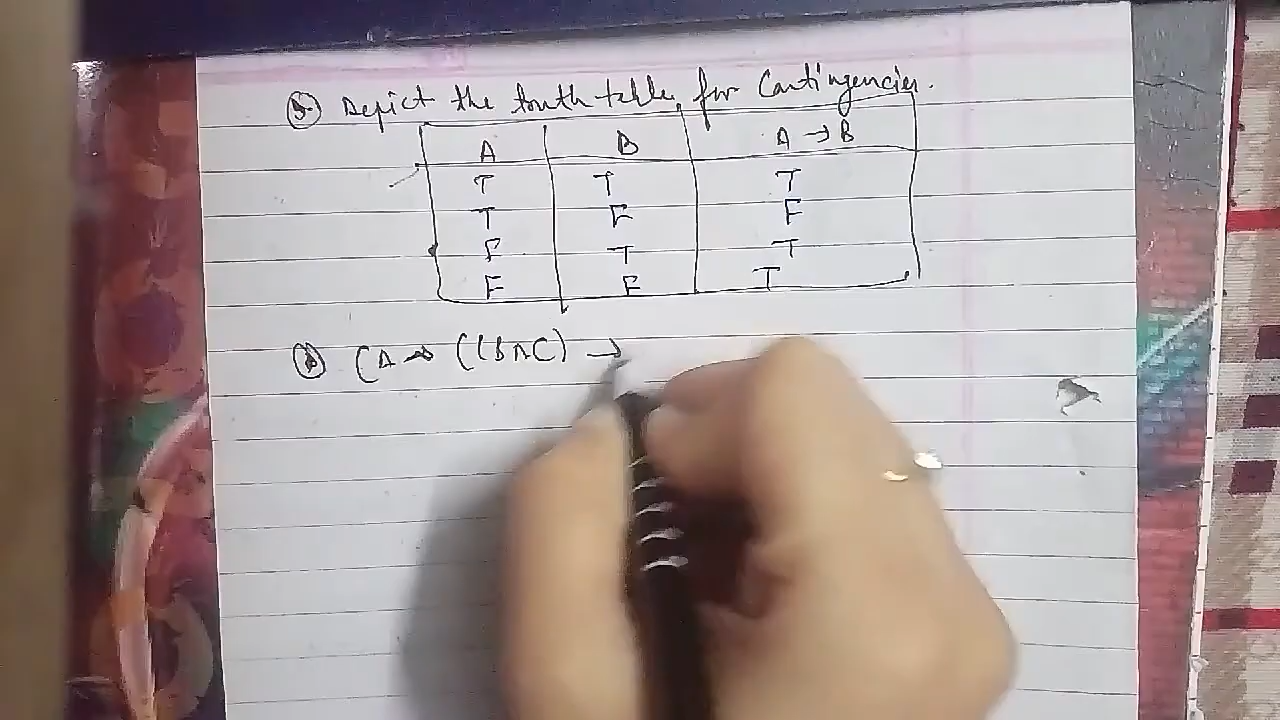 Depict the truth table for Contingencies.
A B A → B
T T T
T F F
F T T
F F T
(A → ((B ∧ C) →